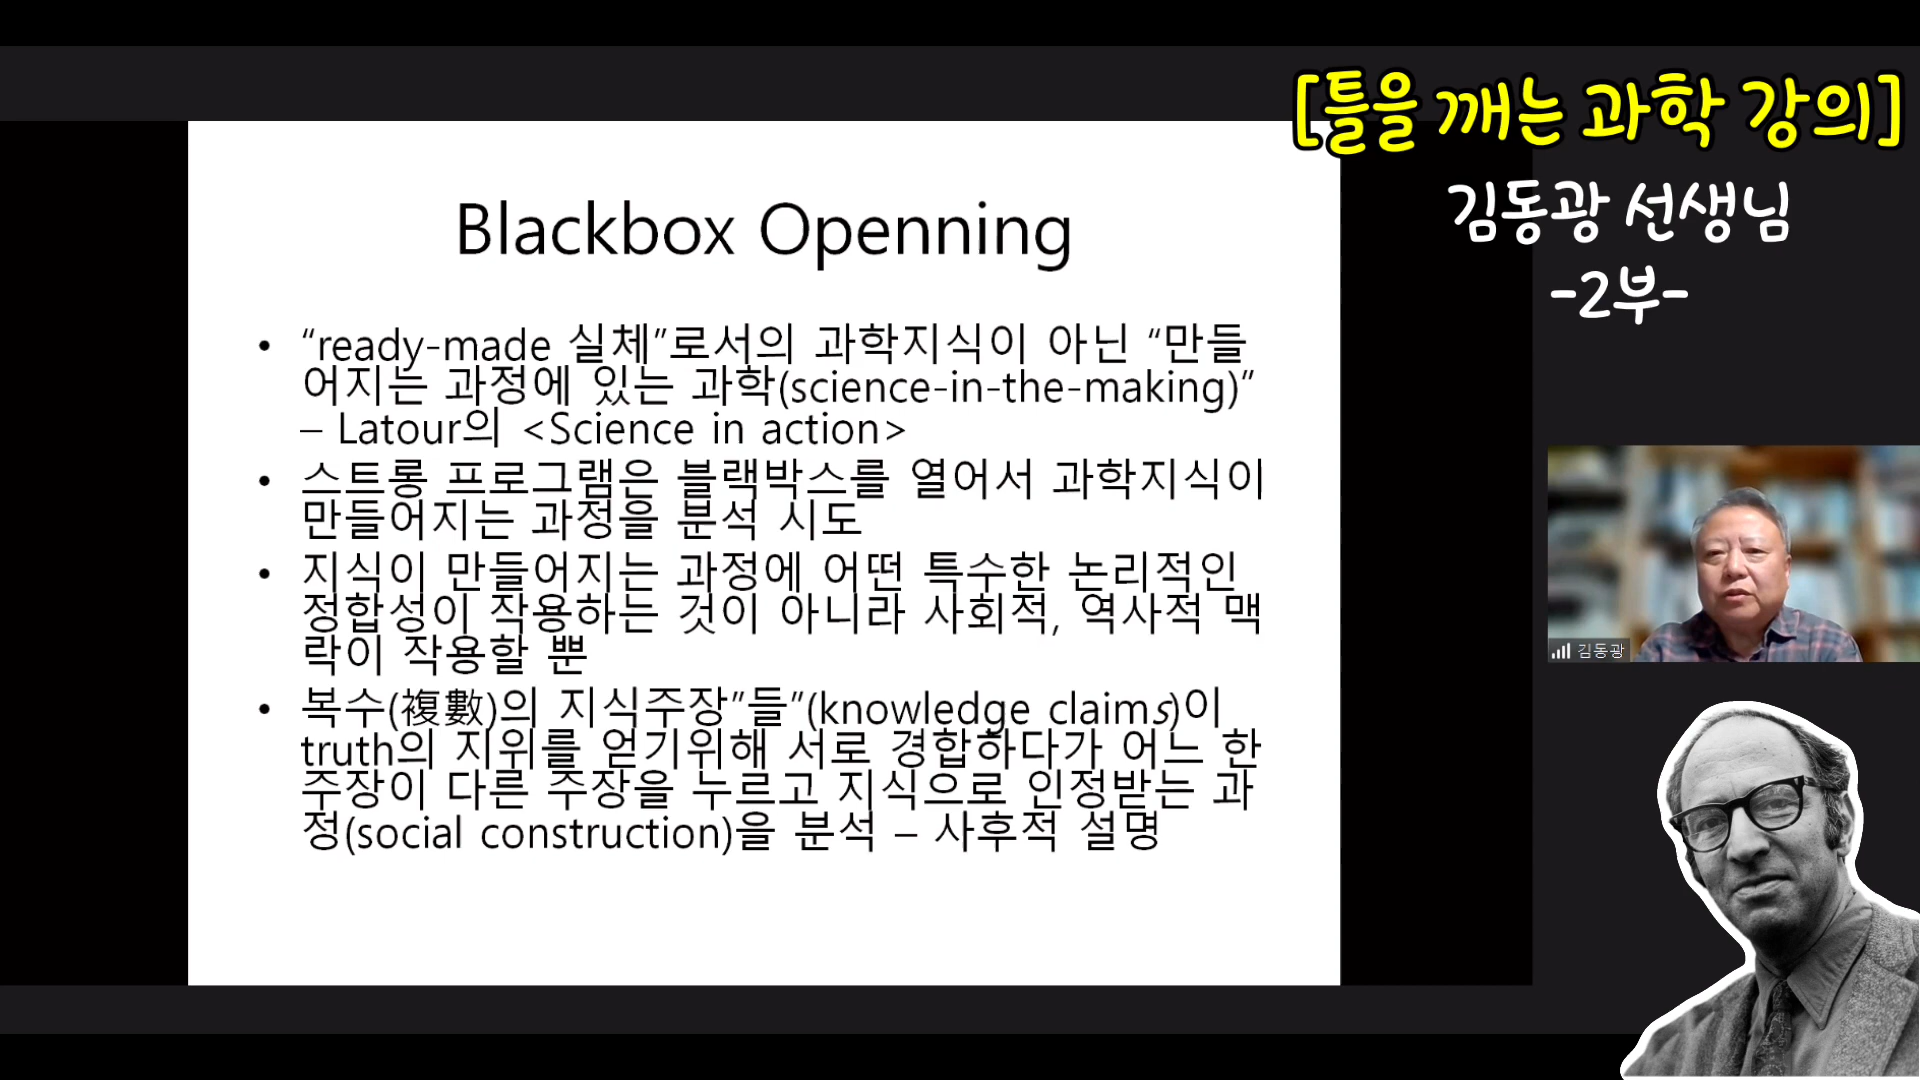 [틀을 깨는 과학 강의]
김동광 선생님
-2부-
Blackbox Openning
• “ready-made 실체”로서의 과학지식이 아닌 “만들
어지는 과정에 있는 과학(science-in-the-making)”
– Latour의 <Science in action>
• 스트롱 프로그램은 블랙박스를 열어서 과학지식이
만들어지는 과정을 분석 시도
• 지식이 만들어지는 과정에 어떤 특수한 논리적인
정합성이 작용하는 것이 아니라 사회적, 역사적 맥
락이 작용할 뿐
• 복수(複數)의 지식주장”들”(knowledge claims)이
truth의 지위를 얻기위해 서로 경합하다가 어느 한
주장이 다른 주장을 누르고 지식으로 인정받는 과
정(social construction)을 분석 – 사후적 설명
김동광